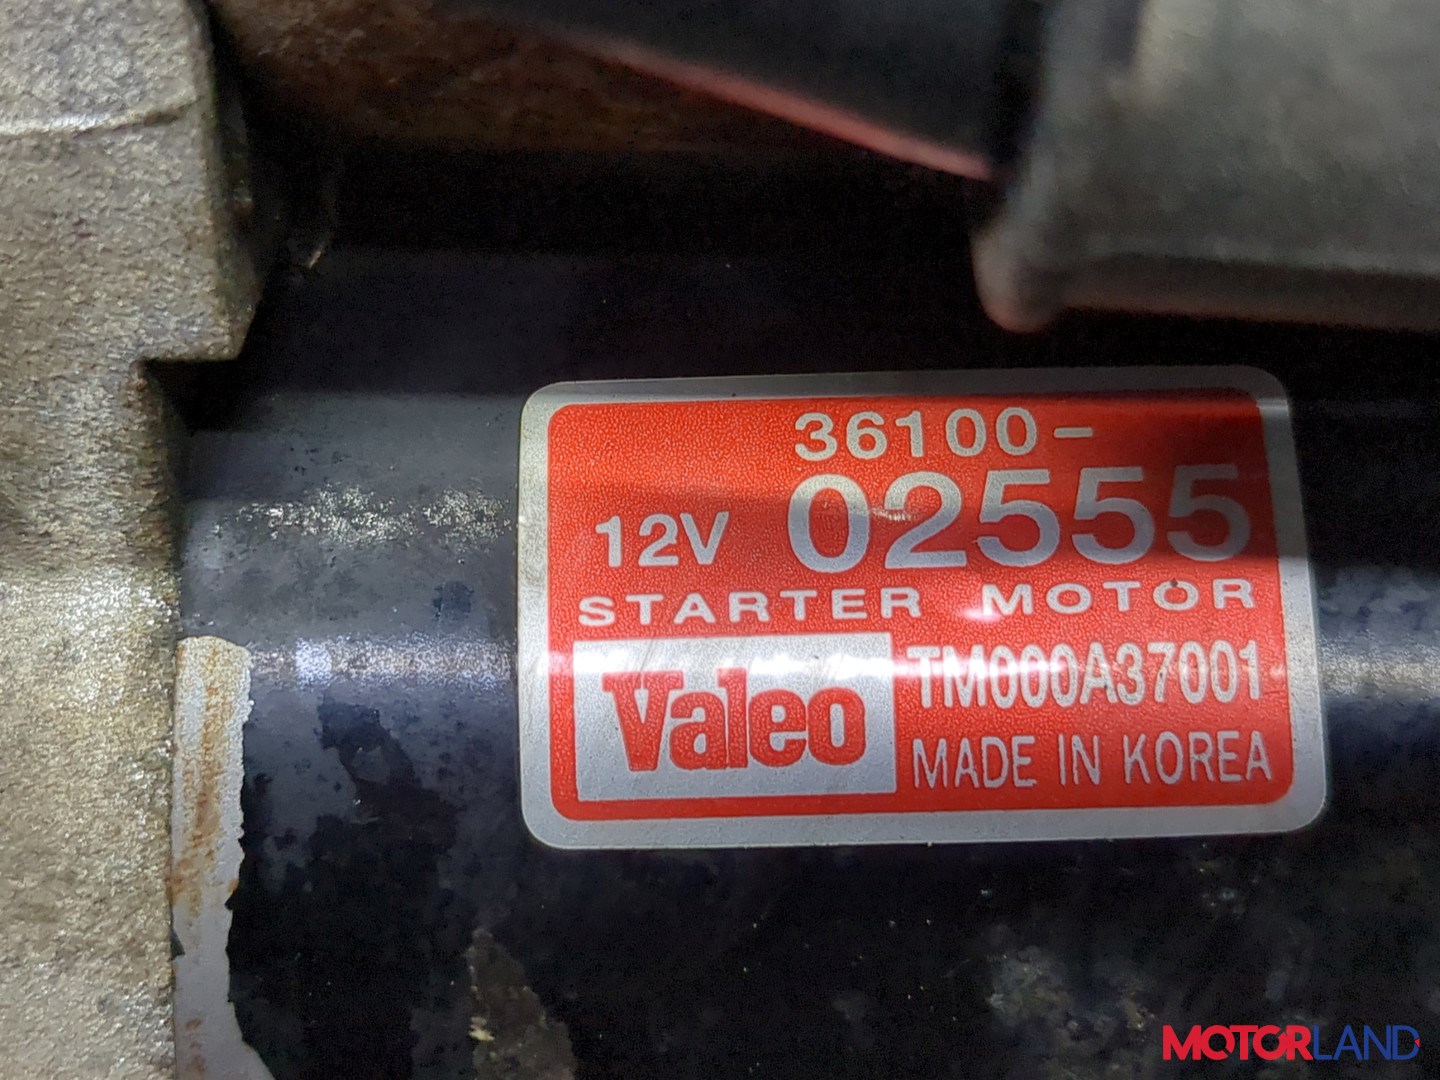 36100-
12V 02555
STARTER MOTOR
Valeo TM000A37001
MADE IN KOREA
MOTORLAND